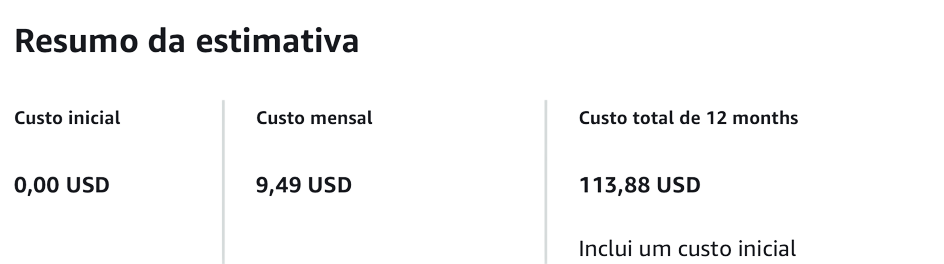 Resumo da estimativa
Custo inicial
0,00 USD
Custo mensal
9,49 USD
Custo total de 12 months
113,88 USD
Inclui um custo inicial